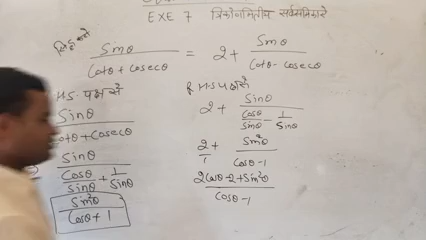 EXE 7 त्रिकोणमितीय सर्वसमिकाएं
सिद्ध करो
Sinθ / (Cotθ + Cosecθ) = 2 + Sinθ / (Cotθ - Cosecθ)
H.S. पक्ष से
Sinθ / (otθ + Cosecθ)
Sinθ / (Cosθ/Sinθ + 1/Sinθ)
Sin²θ / (Cosθ + 1)
R.H.S पक्ष से
2 + Sinθ / (Cosθ/Sinθ - 1/Sinθ)
2/1 + Sin²θ / (Cosθ - 1)
(2Cosθ - 2 + Sin²θ) / (Cosθ - 1)